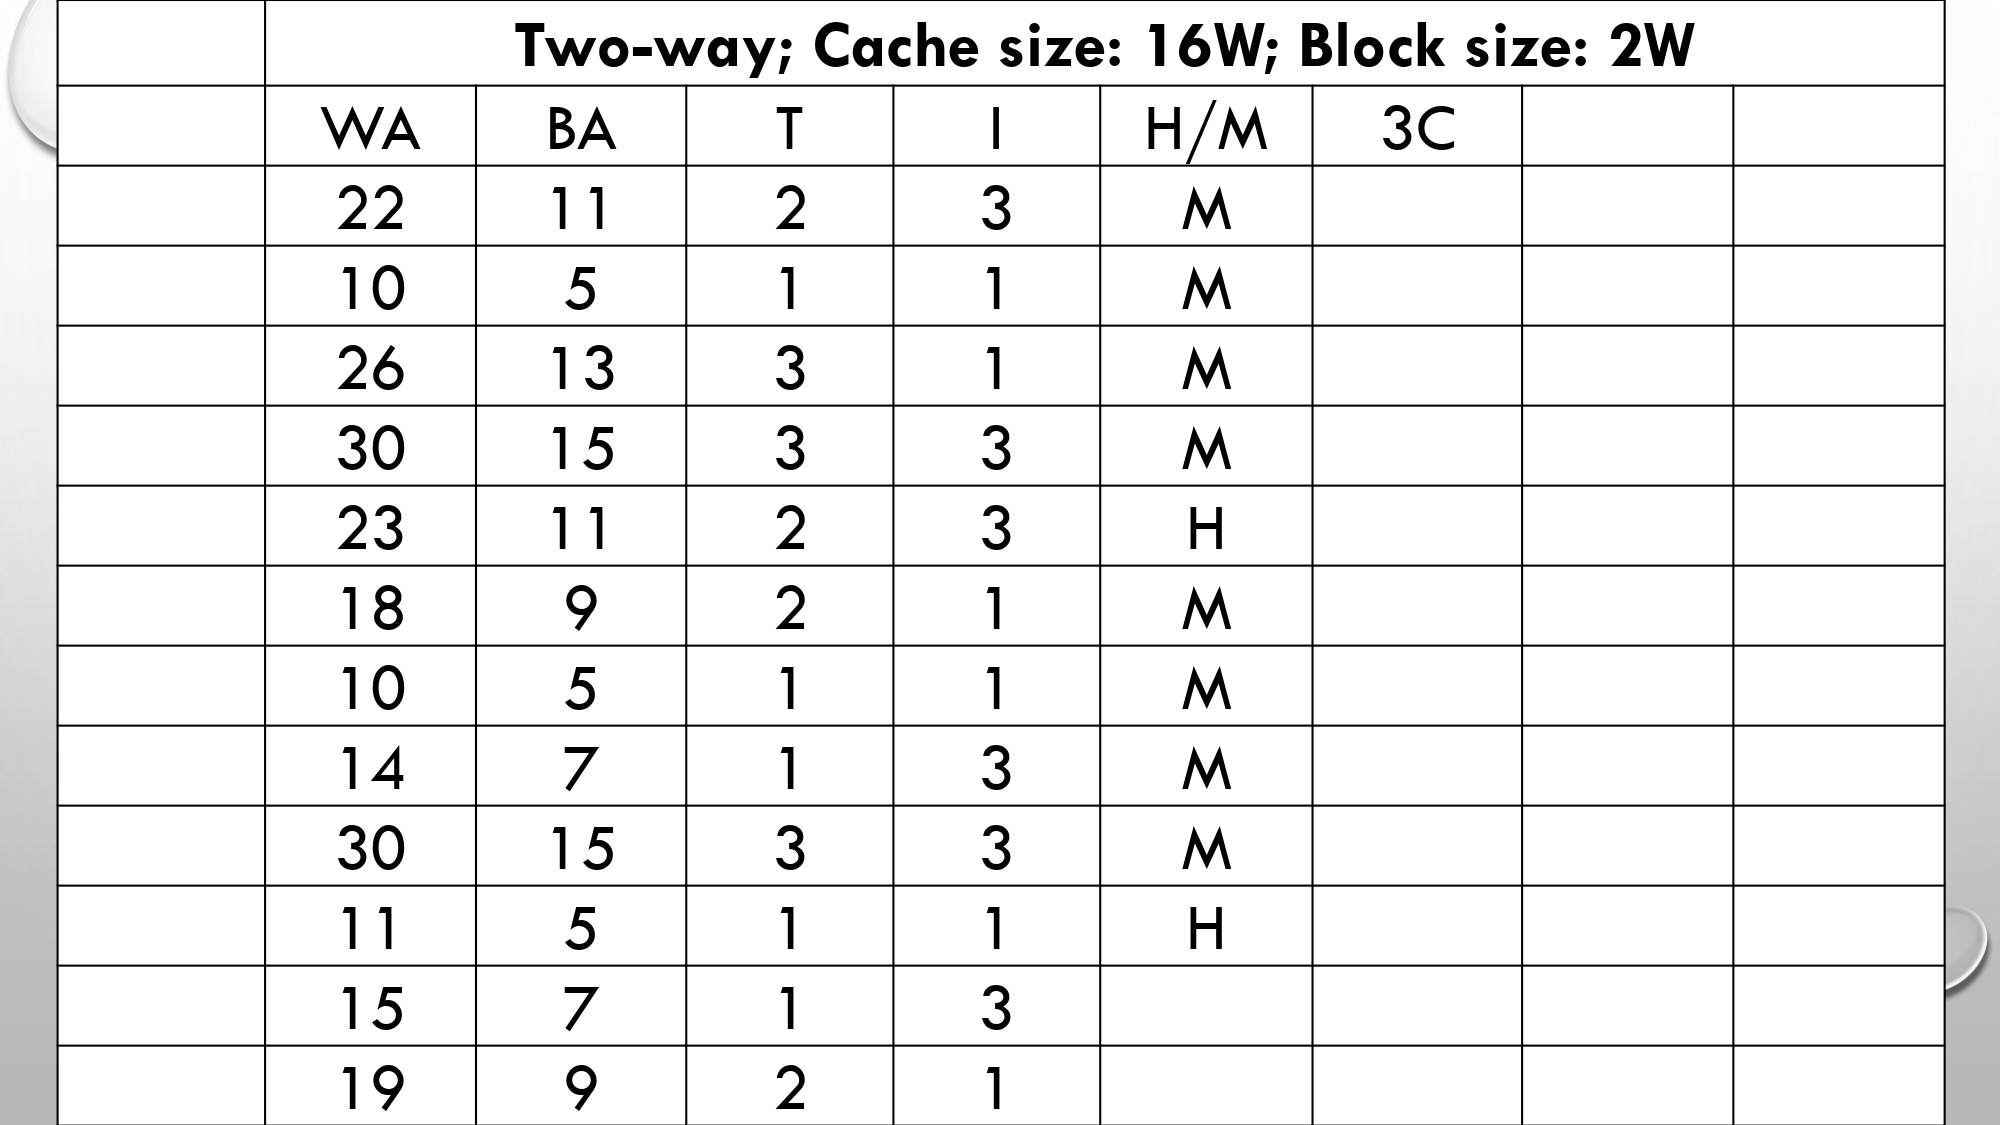 Two-way; Cache size: 16W; Block size: 2W
WA BA T I H/M 3C
22 11 2 3 M
10 5 1 1 M
26 13 3 1 M
30 15 3 3 M
23 11 2 3 H
18 9 2 1 M
10 5 1 1 M
14 7 1 3 M
30 15 3 3 M
11 5 1 1 H
15 7 1 3
19 9 2 1